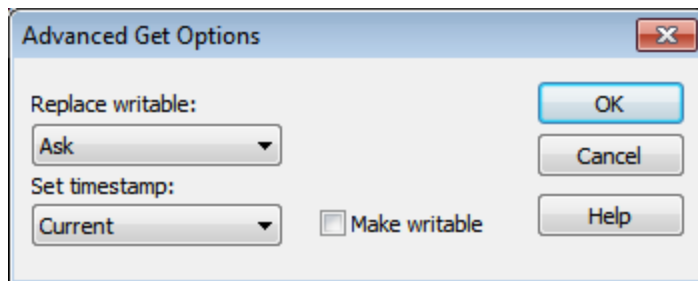 Advanced Get Options
Replace writable:
OK
Ask
Cancel
Set timestamp:
Current
Make writable
Help